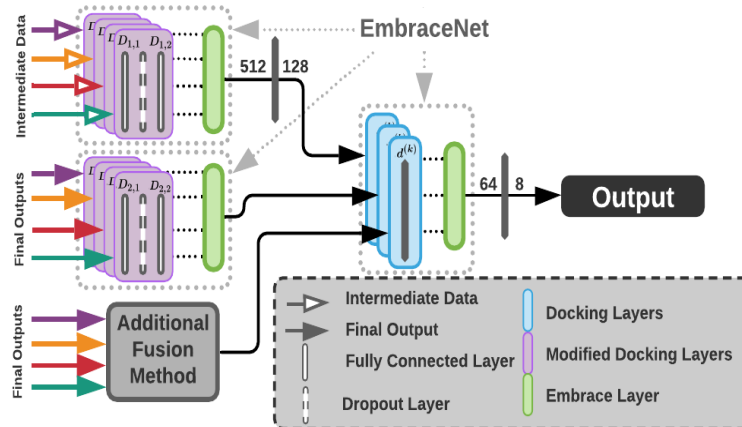 Intermediate Data
D1,1 D1,2
512 128
EmbraceNet
d(k)
Final Outputs
D2,1 D2,2
64 8
Output
Final Outputs
Additional
Fusion
Method
Intermediate Data
Final Output
Fully Connected Layer
Dropout Layer
Docking Layers
Modified Docking Layers
Embrace Layer